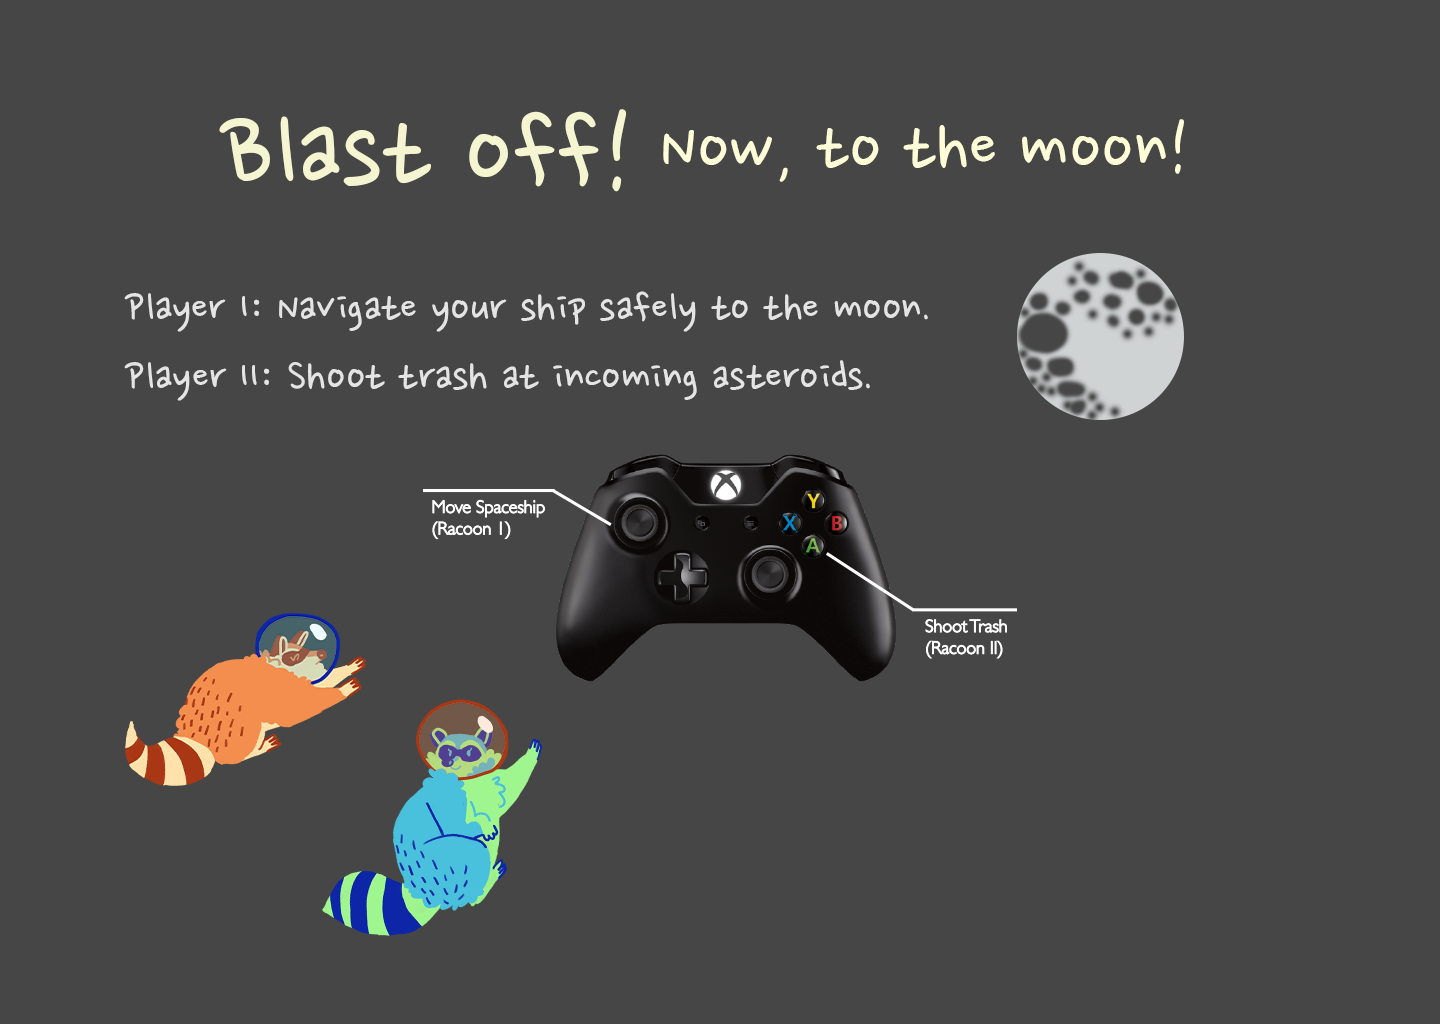 Blast off! Now, to the moon!
Player I: Navigate your ship safely to the moon.
Player II: Shoot trash at incoming asteroids.
Move Spaceship
(Racoon I)
Y
X B
A
Shoot Trash
(Racoon II)